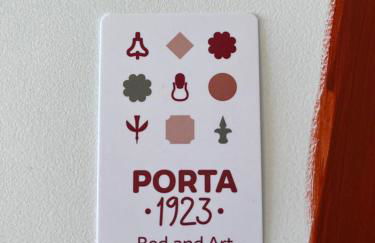 PORTA
• 1923 •
Bed and Art